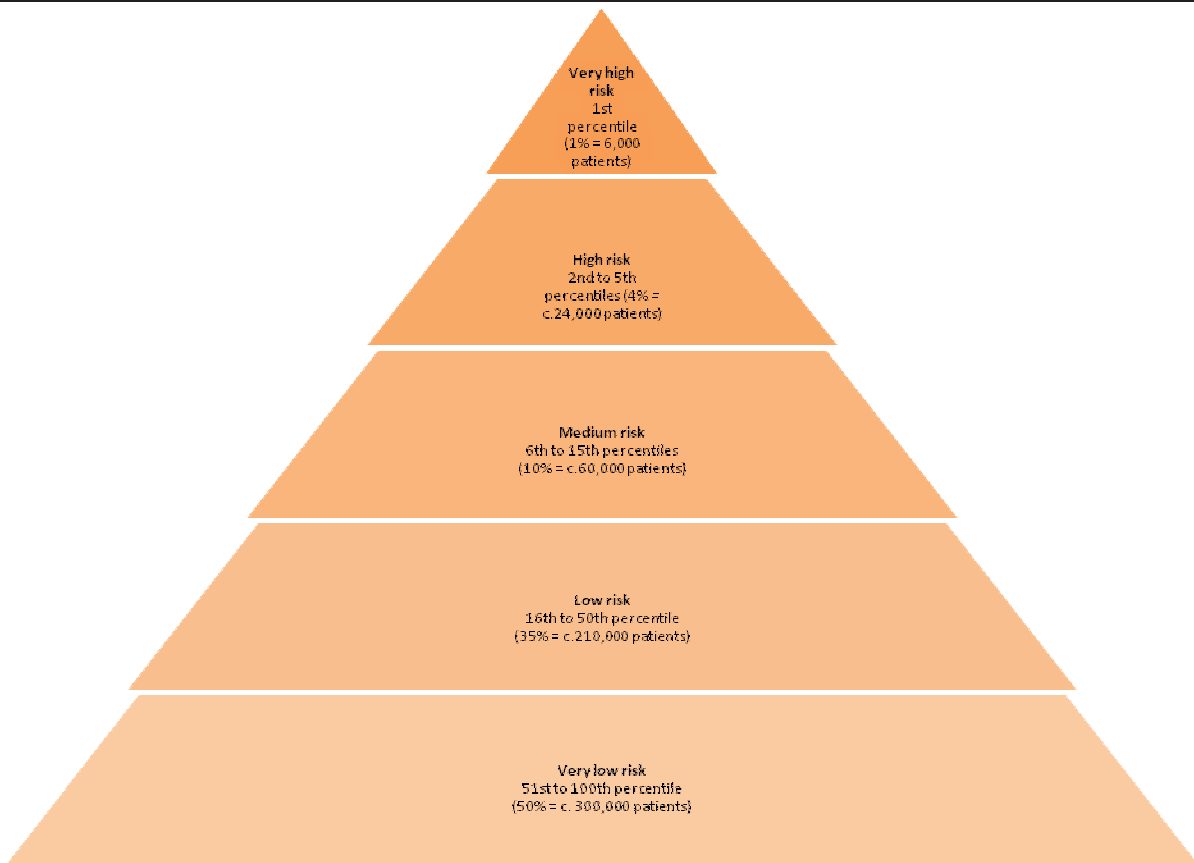 Very high
risk
1st
percentile
(1% = 6,000
patients)
High risk
2nd to 5th
percentiles (4% =
c.24,000 patients)
Medium risk
6th to 15th percentiles
(10% = c.60,000 patients)
Low risk
16th to 50th percentile
(35% = c.210,000 patients)
Very low risk
51st to 100th percentile
(50% = c. 300,000 patients)